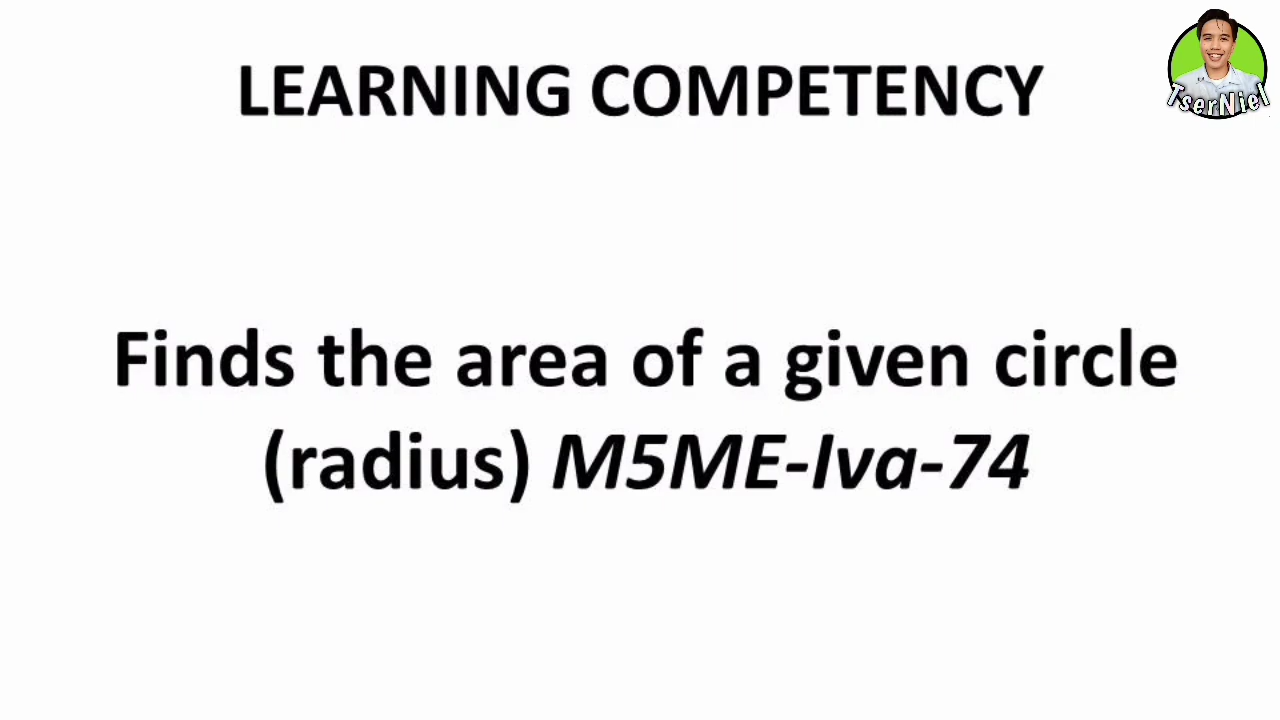 LEARNING COMPETENCY
TserNiel
Finds the area of a given circle
(radius) M5ME-Iva-74